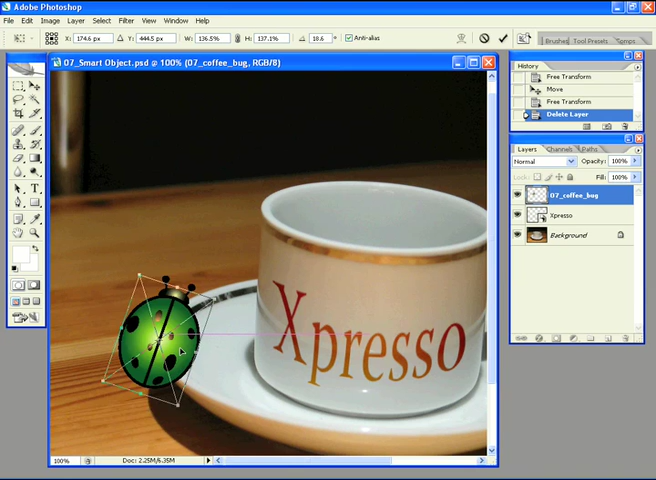 Adobe Photoshop
File Edit Image Layer Select Filter View Window Help
X: 174.6 px Y: 444.5 px W: 136.5% H: 137.1% 18.6 ° Anti-alias
Brushes Tool Presets Comps
07_Smart Object.psd @ 100% (07_coffee_bug, RGB/8)
History
Free Transform
Move
Free Transform
Delete Layer
Layers Channels Paths
Normal Opacity: 100%
Lock: Fill: 100%
07_coffee_bug
Xpresso
Background
Xpresso
100% Doc: 2.25M/6.35M